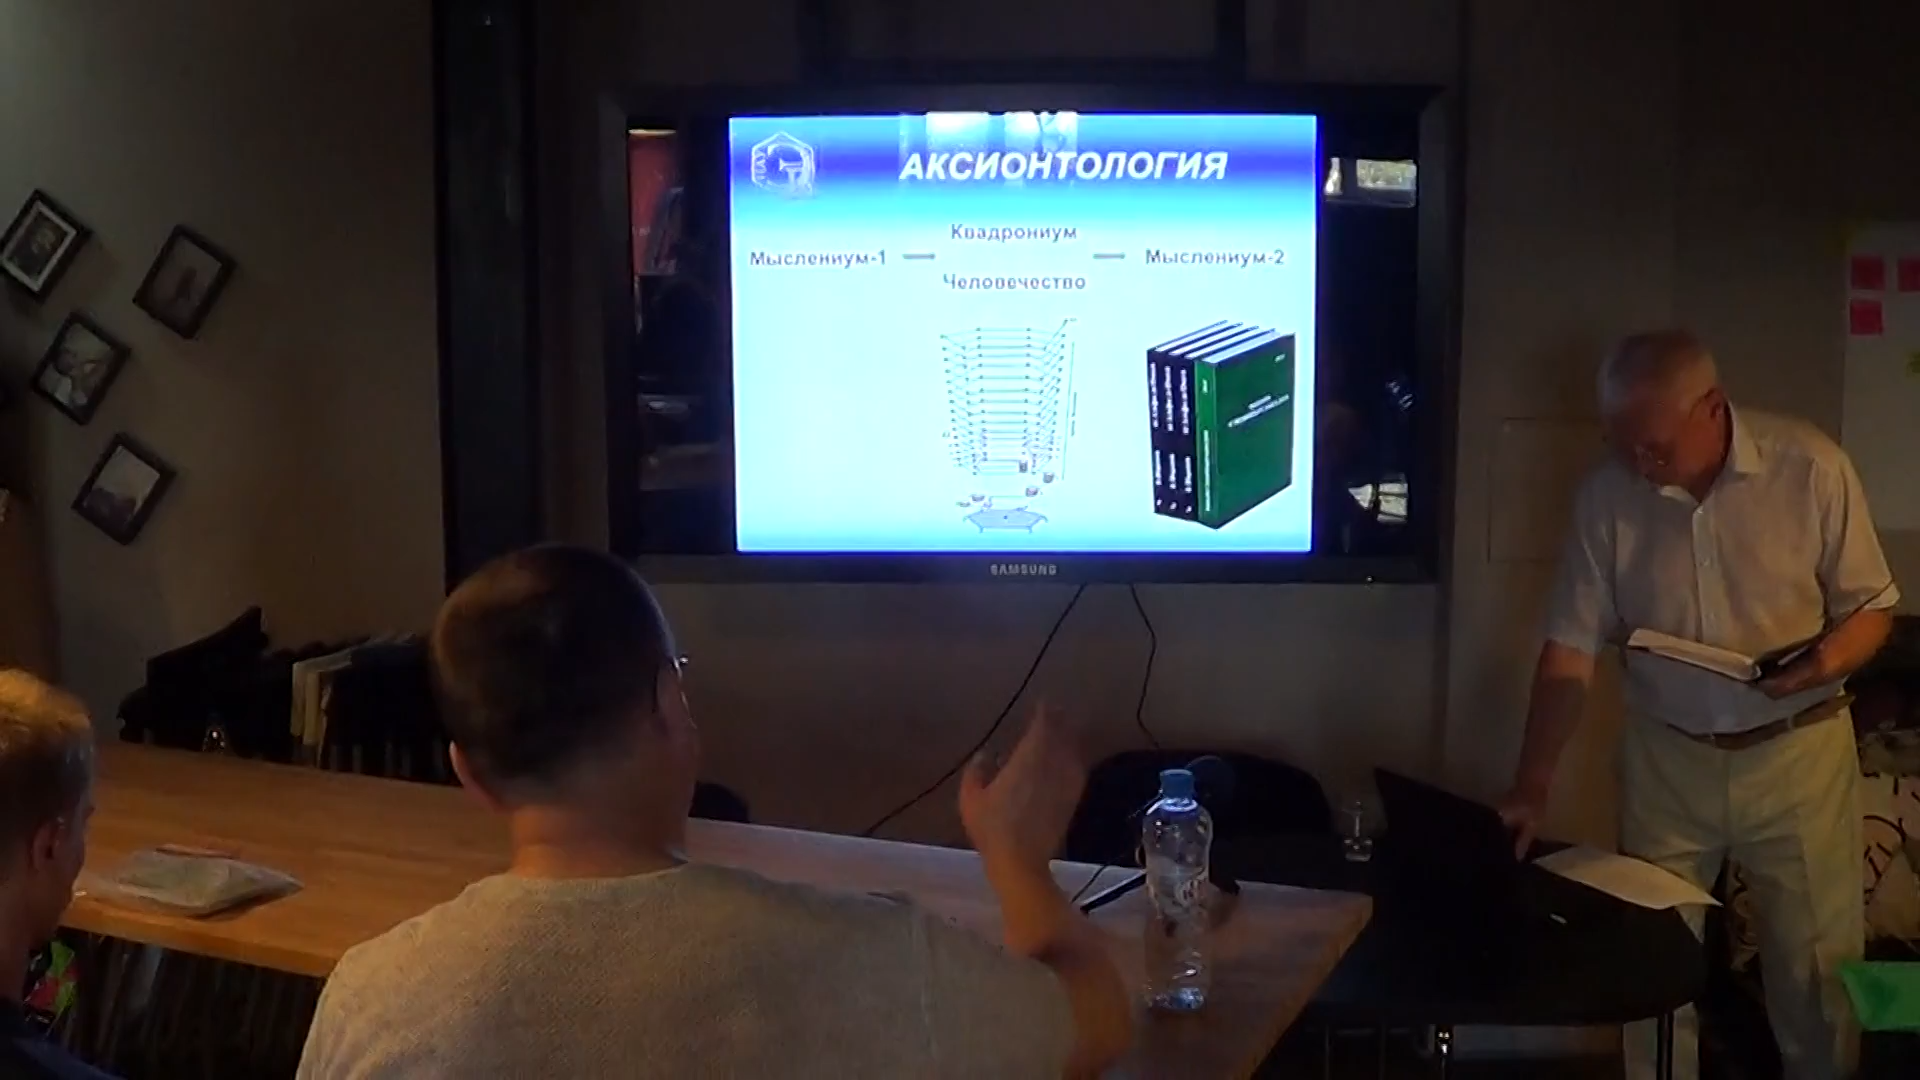 АКСИОНТОЛОГИЯ
Квадрониум
Мыслениум-1
Мыслениум-2
Человечество
SAMSUNG